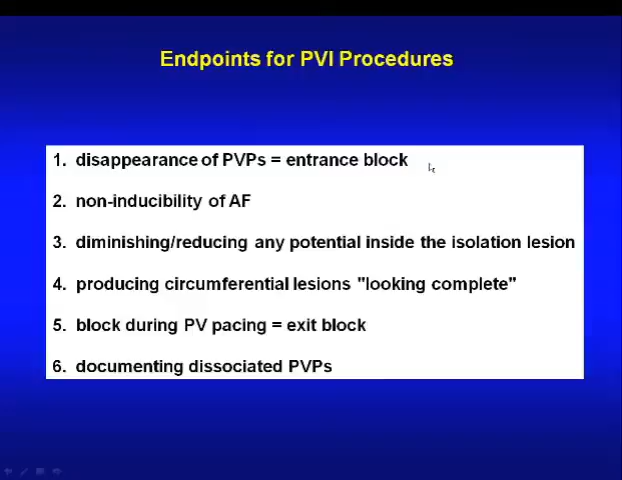 Endpoints for PVI Procedures
1. disappearance of PVPs = entrance block
2. non-inducibility of AF
3. diminishing/reducing any potential inside the isolation lesion
4. producing circumferential lesions "looking complete"
5. block during PV pacing = exit block
6. documenting dissociated PVPs